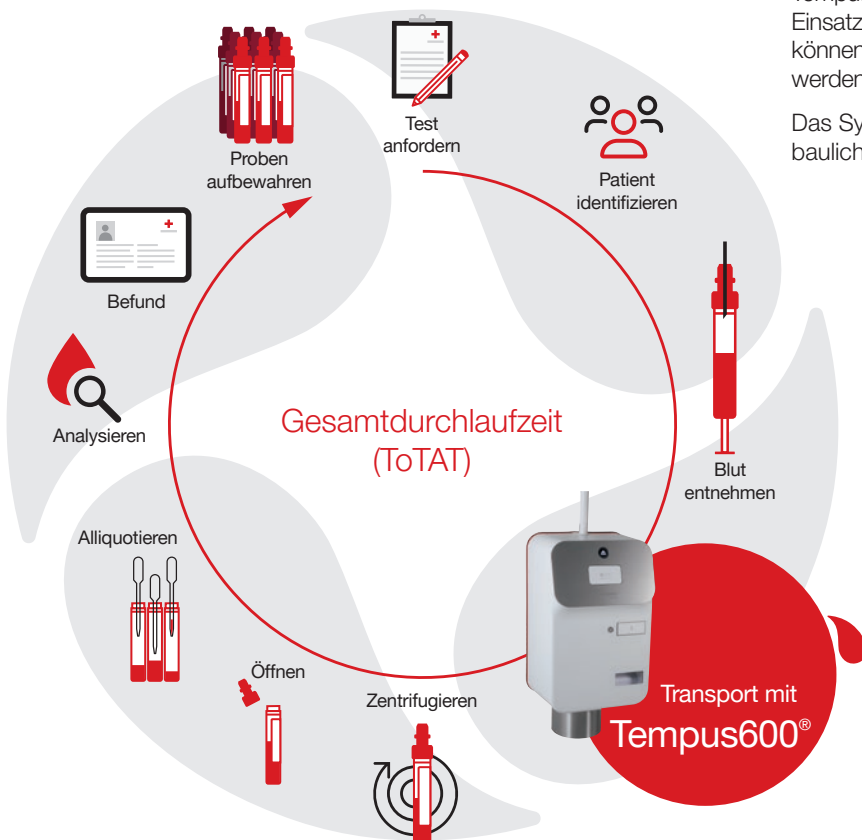 Einsatz
können
werden
Das Sy
baulich
Test
anfordern
Patient
identifizieren
Blut
entnehmen
Transport mit
Tempus600®
Zentrifugieren
Öffnen
Alliquotieren
Analysieren
Befund
Proben
aufbewahren
Gesamtdurchlaufzeit
(ToTAT)